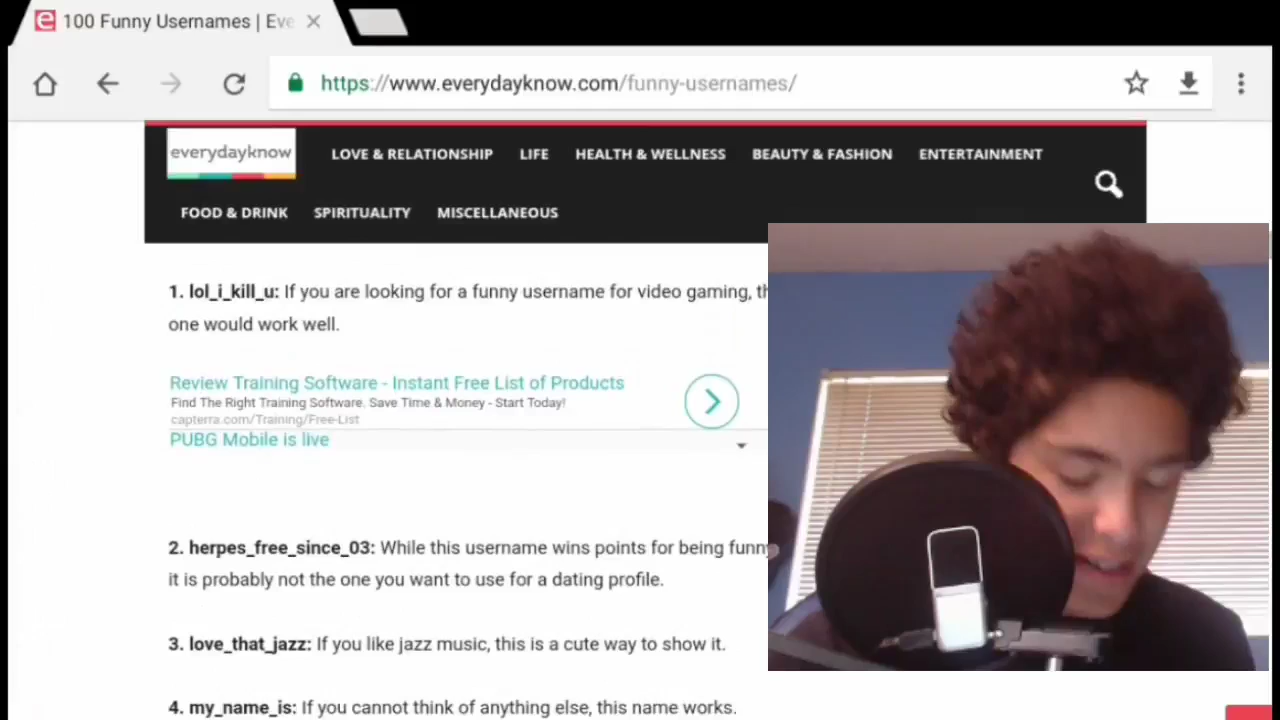 100 Funny Usernames | Eve
https://www.everydayknow.com/funny-usernames/
everydayknow
LOVE & RELATIONSHIP LIFE HEALTH & WELLNESS BEAUTY & FASHION ENTERTAINMENT
FOOD & DRINK SPIRITUALITY MISCELLANEOUS
1. lol_i_kill_u: If you are looking for a funny username for video gaming, th
one would work well.
Review Training Software - Instant Free List of Products
Find The Right Training Software. Save Time & Money - Start Today!
capterra.com/Training/Free-List
PUBG Mobile is live
2. herpes_free_since_03: While this username wins points for being funny
it is probably not the one you want to use for a dating profile.
3. love_that_jazz: If you like jazz music, this is a cute way to show it.
4. my_name_is: If you cannot think of anything else, this name works.